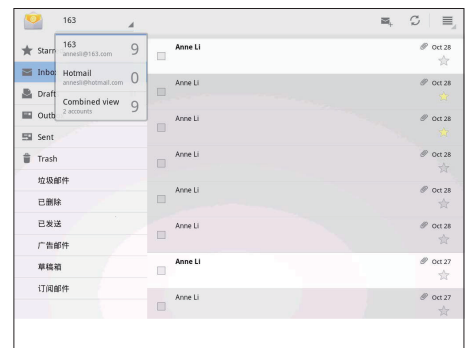 163
163
annesli@163.com
9
Hotmail
annesli@hotmail.com
0
Combined view
2 accounts
9
Starr
Inbo
Draft
Outb
Sent
Trash
垃圾邮件
已删除
已发送
广告邮件
草稿箱
订阅邮件
Anne Li
Oct 28
Anne Li
Oct 28
Anne Li
Oct 28
Anne Li
Oct 28
Anne Li
Oct 28
Anne Li
Oct 28
Anne Li
Oct 27
Anne Li
Oct 27